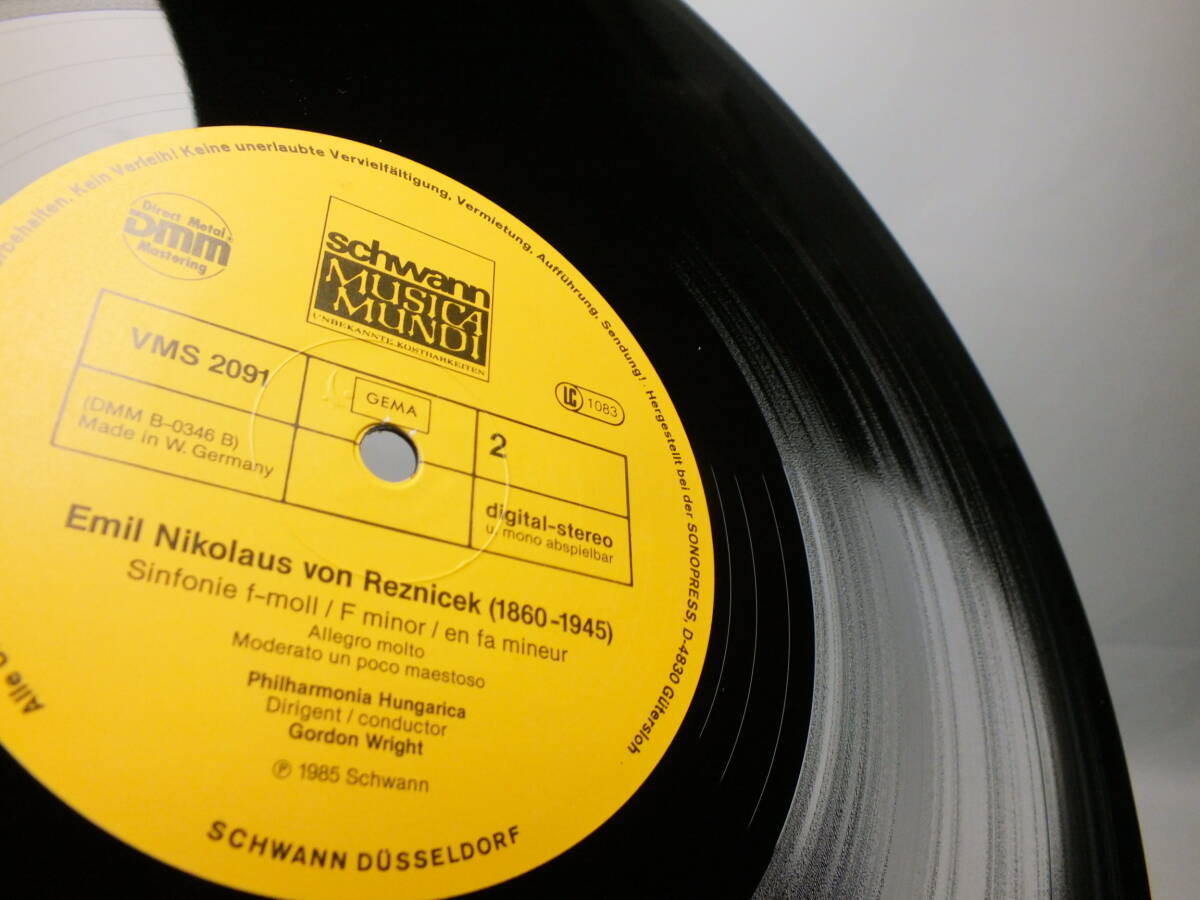 behalten. Kein Verleih! Keine unerlaubte Vervielfältigung, Vermietung, Aufführung, Sendung! · Hergestellt bei der SONOPRESS, D-4830 Gütersloh
Direct Metal
DMM
Mastering
schwann
MUSICA
MUNDI
UNBEKANNTE KOSTBARKEITEN
VMS 2091
GEMA
LC 1083
(DMM B-0346 B)
Made in W. Germany
2
digital-stereo
u. mono abspielbar
Emil Nikolaus von Reznicek (1860-1945)
Sinfonie f-moll / F minor / en fa mineur
Allegro molto
Moderato un poco maestoso
Philharmonia Hungarica
Dirigent / conductor
Gordon Wright
℗ 1985 Schwann
SCHWANN DÜSSELDORF
Alle